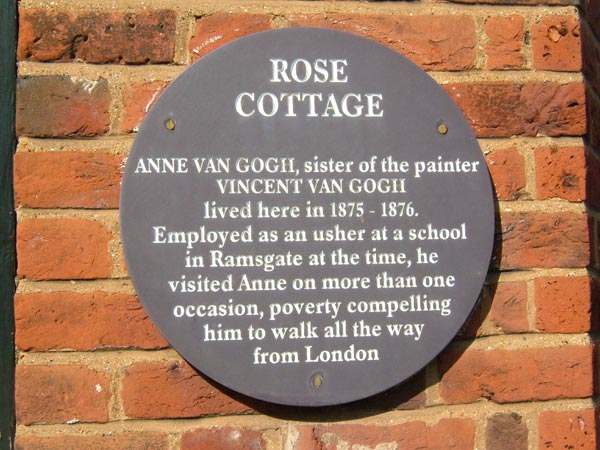 ROSE
COTTAGE
ANNE VAN GOGH, sister of the painter
VINCENT VAN GOGH
lived here in 1875 - 1876.
Employed as an usher at a school
in Ramsgate at the time, he
visited Anne on more than one
occasion, poverty compelling
him to walk all the way
from London